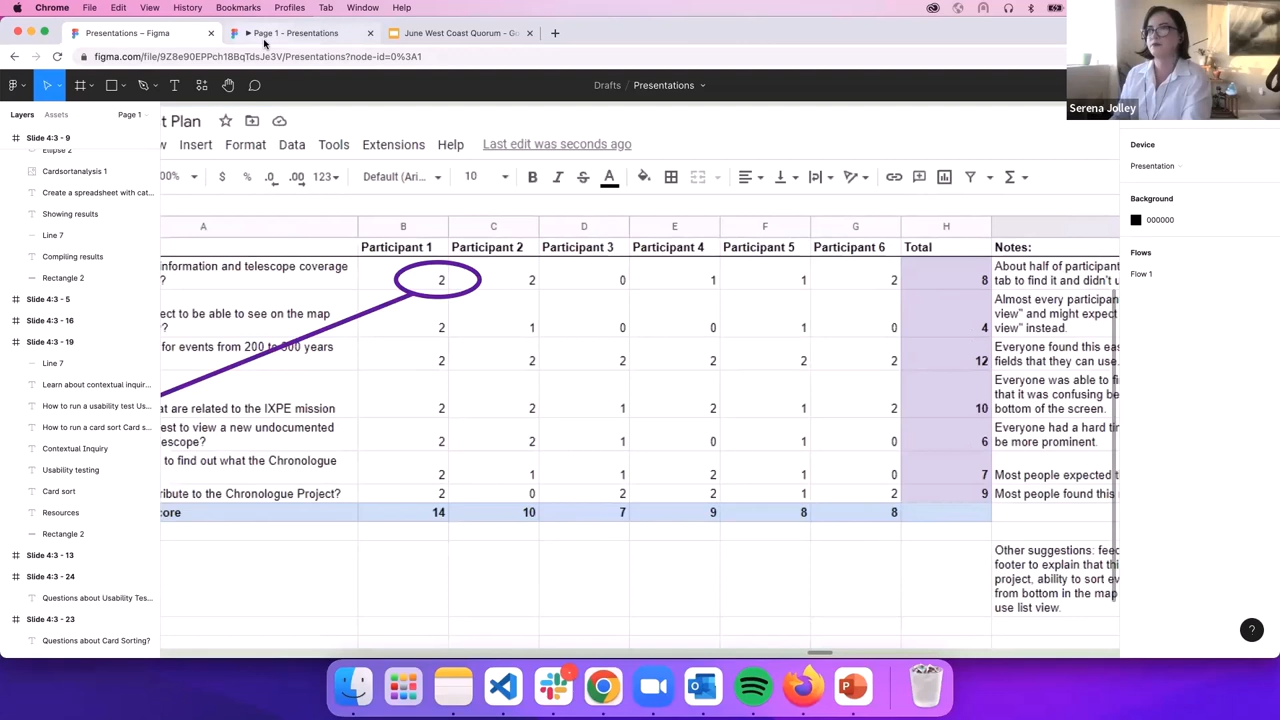 Chrome File Edit View History Bookmarks Profiles Tab Window Help
Presentations – Figma
Page 1 - Presentations
June West Coast Quorum - Go
figma.com/file/9Z8e90EPPch18BqTdsJe3V/Presentations?node-id=0%3A1
Drafts Presentations
Serena Jolley
Layers Assets Page 1
Slide 4:3 - 9
Ellipse 2
Cardsortanalysis 1
Create a spreadsheet with cat...
Showing results
Line 7
Compiling results
Rectangle 2
Slide 4:3 - 5
Slide 4:3 - 16
Slide 4:3 - 19
Line 7
Learn about contextual inquir...
How to run a usability test Us...
How to run a card sort Card s...
Contextual Inquiry
Usability testing
Card sort
Resources
Rectangle 2
Slide 4:3 - 13
Slide 4:3 - 24
Questions about Usability Tes...
Slide 4:3 - 23
Questions about Card Sorting?
t Plan
w Insert Format Data Tools Extensions Help Last edit was seconds ago
00% $ % .0 .00 123 Default (Ari... 10 B I S A
A B C D E F G H
Participant 1 Participant 2 Participant 3 Participant 4 Participant 5 Participant 6 Total Notes:
information and telescope coverage
? 2 2 0 1 1 2 8
About half of participan
tab to find it and didn't u
ect to be able to see on the map
? 2 1 0 0 1 0 4
Almost every participan
view" and might expect
view" instead.
for events from 200 to 300 years
2 2 2 2 2 2 12
Everyone found this eas
fields that they can use.
at are related to the IXPE mission 2 2 1 2 1 2 10
Everyone was able to fi
that it was confusing be
bottom of the screen.
est to view a new undocumented
escope? 2 2 1 0 1 0 6
Everyone had a hard tin
be more prominent.
to find out what the Chronologue
2 1 1 2 1 0 7 Most people expected t
ribute to the Chronologue Project? 2 0 2 2 1 2 9 Most people found this
core 14 10 7 9 8 8
Other suggestions: feed
footer to explain that thi
project, ability to sort ev
from bottom in the map
use list view.
Device
Presentation
Background
000000
Flows
Flow 1
?